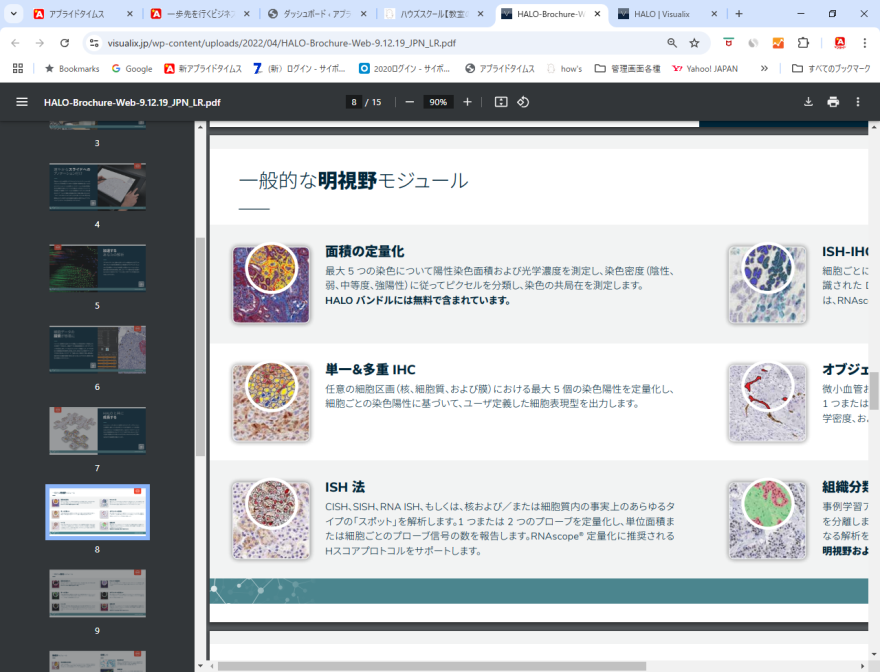 アプライドタイムス
一歩先を行くビジネス
ダッシュボード ‹ アプラ
ハウズスクール【教室の
HALO-Brochure-W
HALO | Visualix
visualix.jp/wp-content/uploads/2022/04/HALO-Brochure-Web-9.12.19_JPN_LR.pdf
Bookmarks
Google
新アプライドタイムス
（新）ログイン - サイボ...
2020ログイン - サイボ...
アプライドタイムス
how's
管理画面各種
Yahoo! JAPAN
すべてのブックマーク
HALO-Brochure-Web-9.12.19_JPN_LR.pdf
8 / 15
90%
3
4
5
6
7
8
9
一般的な明視野モジュール
面積の定量化
最大 5 つの染色について陽性染色面積および光学濃度を測定し、染色密度（陰性、
弱、中等度、強陽性）に従ってピクセルを分類し、染色の共局在を測定します。
HALO バンドルには無料で含まれています。
単一&多重 IHC
任意の細胞区画（核、細胞質、および膜）における最大 5 個の染色陽性を定量化し、
細胞ごとの染色陽性に基づいて、ユーザ定義した細胞表現型を出力します。
ISH 法
CISH、SISH、RNA ISH、もしくは、核および／または細胞質内の事実上のあらゆるタ
イプの「スポット」を解析します。1 つまたは 2 つのプローブを定量化し、単位面積ま
たは細胞ごとのプローブ信号の数を報告します。RNAscope® 定量化に推奨される
Hスコアプロトコルをサポートします。
ISH-IHC
細胞ごとに
識された D
は、RNAsc
オブジェ
微小血管お
1 つまたは
学密度、お
組織分類
事例学習ア
を分離しま
なる解析を
明視野およ